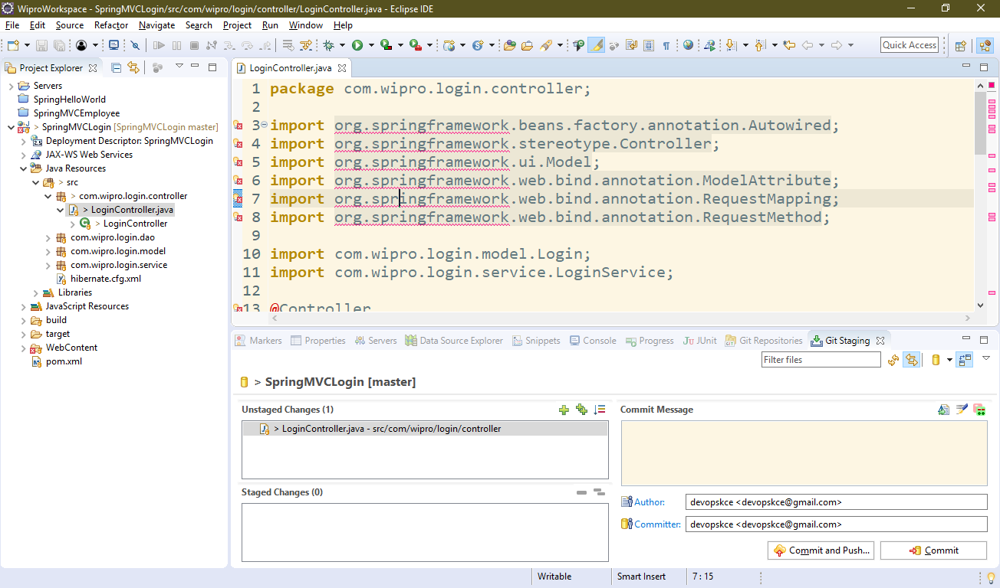 WiproWorkspace - SpringMVCLogin/src/com/wipro/login/controller/LoginController.java - Eclipse IDE
File Edit Source Refactor Navigate Search Project Run Window Help
Quick Access
Project Explorer
Servers
SpringHelloWorld
SpringMVCEmployee
> SpringMVCLogin [SpringMVCLogin master]
Deployment Descriptor: SpringMVCLogin
JAX-WS Web Services
Java Resources
> src
> com.wipro.login.controller
> LoginController.java
> LoginController
com.wipro.login.dao
com.wipro.login.model
com.wipro.login.service
hibernate.cfg.xml
Libraries
JavaScript Resources
build
target
WebContent
pom.xml
LoginController.java
1 package com.wipro.login.controller;
2
3 import org.springframework.beans.factory.annotation.Autowired;
4 import org.springframework.stereotype.Controller;
5 import org.springframework.ui.Model;
6 import org.springframework.web.bind.annotation.ModelAttribute;
7 import org.springframework.web.bind.annotation.RequestMapping;
8 import org.springframework.web.bind.annotation.RequestMethod;
9
10 import com.wipro.login.model.Login;
11 import com.wipro.login.service.LoginService;
12
13 @Controller
Markers Properties Servers Data Source Explorer Snippets Console Progress JUnit Git Repositories Git Staging
Filter files
> SpringMVCLogin [master]
Unstaged Changes (1)
> LoginController.java - src/com/wipro/login/controller
Staged Changes (0)
Commit Message
Author: devopskce <devopskce@gmail.com>
Committer: devopskce <devopskce@gmail.com>
Commit and Push... Commit
Writable Smart Insert 7 : 15